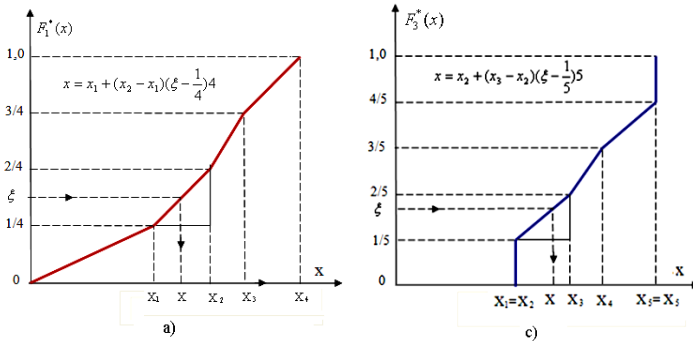 F₁*(x)
1,0
x = x₁ + (x₂ − x₁)(ξ − 1/4)4
3/4
2/4
ξ
1/4
0
X₁ X X₂ X₃ X₄
x
a)
F₃*(x)
1,0
x = x₂ + (x₃ − x₂)(ξ − 1/5)5
4/5
3/5
2/5
ξ
1/5
0
X₁=X₂ X X₃ X₄ X₅=X₅
x
c)